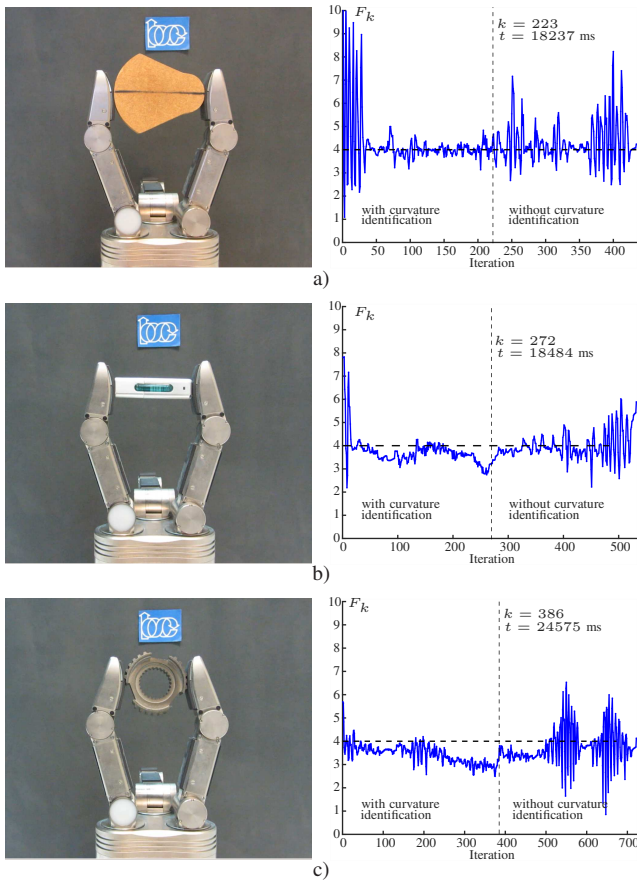 F_k
10
9
8
7
6
5
4
3
2
1
0
k = 223
t = 18237 ms
with curvature
identification
without curvature
identification
0 50 100 150 200 250 300 350 400
Iteration
a)
F_k
10
9
8
7
6
5
4
3
2
1
0
k = 272
t = 18484 ms
with curvature
identification
without curvature
identification
0 100 200 300 400 500
Iteration
b)
F_k
10
9
8
7
6
5
4
3
2
1
0
k = 386
t = 24575 ms
with curvature
identification
without curvature
identification
0 100 200 300 400 500 600 700
Iteration
c)